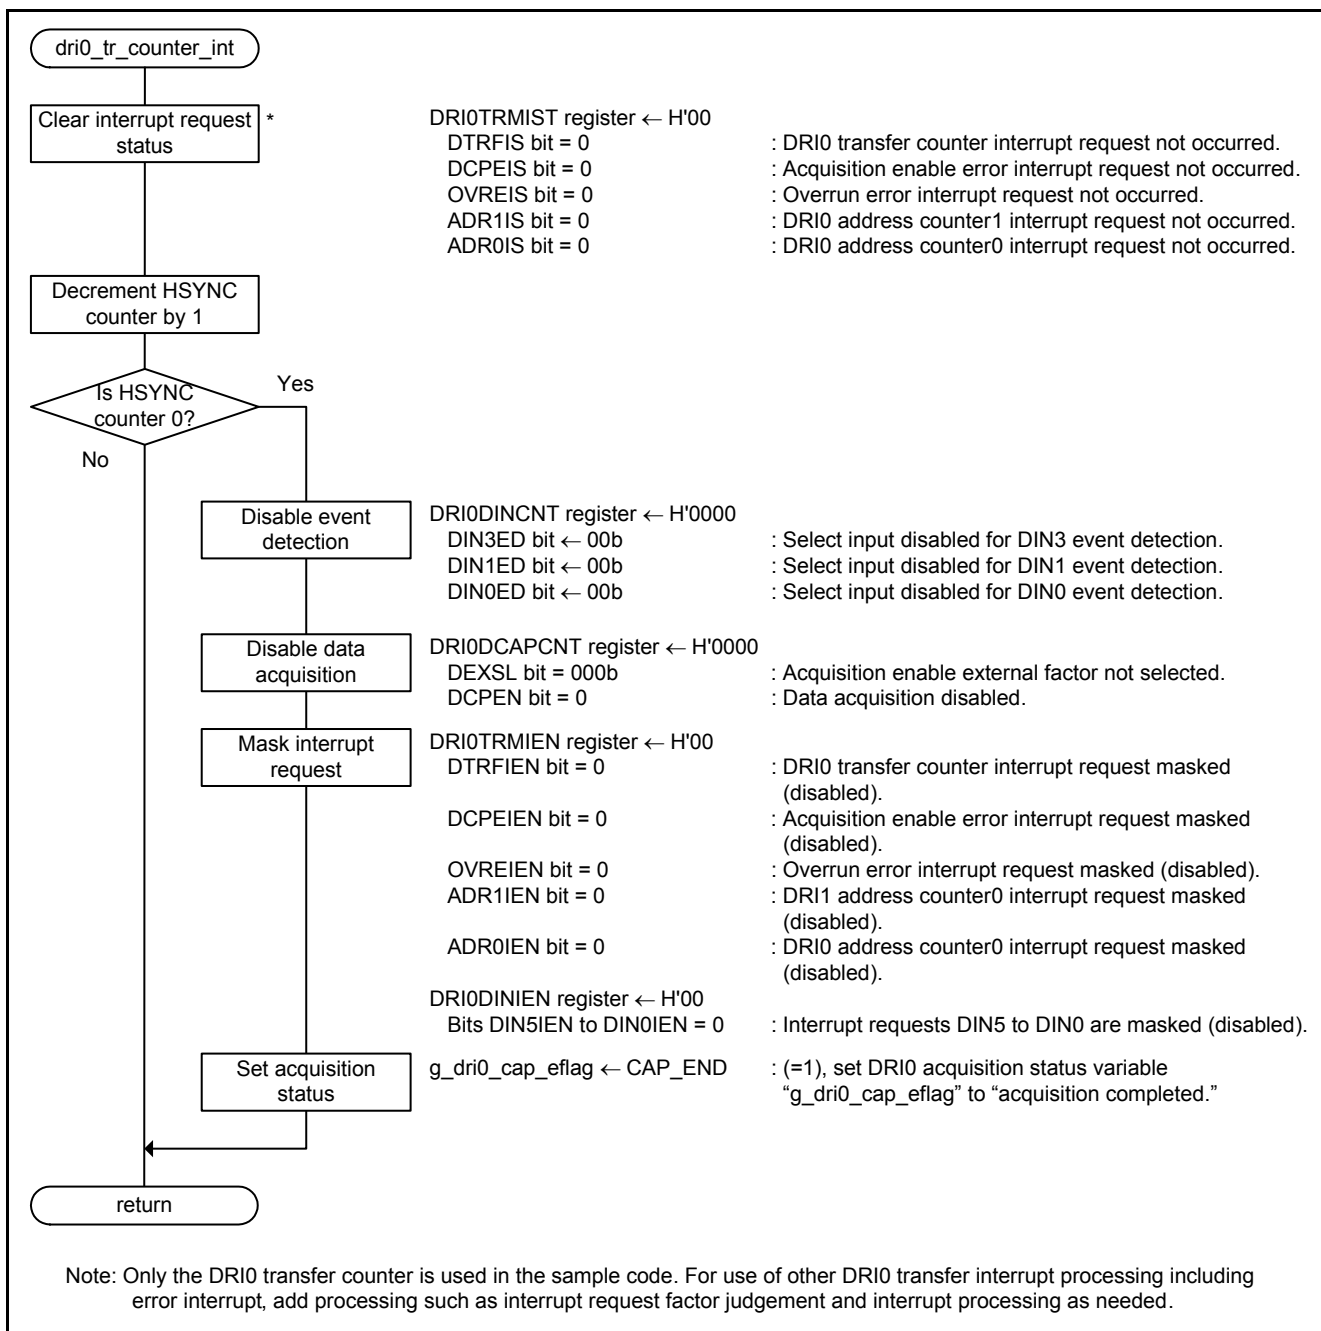 dri0_tr_counter_int
Clear interrupt request * DRI0TRMIST register ← H'00
status DTRFIS bit = 0 : DRI0 transfer counter interrupt request not occurred.
DCPEIS bit = 0 : Acquisition enable error interrupt request not occurred.
OVREIS bit = 0 : Overrun error interrupt request not occurred.
ADR1IS bit = 0 : DRI0 address counter1 interrupt request not occurred.
ADR0IS bit = 0 : DRI0 address counter0 interrupt request not occurred.
Decrement HSYNC
counter by 1
Is HSYNC
counter 0?
Yes
No
Disable event DRI0DINCNT register ← H'0000
detection DIN3ED bit ← 00b : Select input disabled for DIN3 event detection.
DIN1ED bit ← 00b : Select input disabled for DIN1 event detection.
DIN0ED bit ← 00b : Select input disabled for DIN0 event detection.
Disable data DRI0DCAPCNT register ← H'0000
acquisition DEXSL bit = 000b : Acquisition enable external factor not selected.
DCPEN bit = 0 : Data acquisition disabled.
Mask interrupt DRI0TRMIEN register ← H'00
request DTRFIEN bit = 0 : DRI0 transfer counter interrupt request masked
(disabled).
DCPEIEN bit = 0 : Acquisition enable error interrupt request masked
(disabled).
OVREIEN bit = 0 : Overrun error interrupt request masked (disabled).
ADR1IEN bit = 0 : DRI1 address counter0 interrupt request masked
(disabled).
ADR0IEN bit = 0 : DRI0 address counter0 interrupt request masked
(disabled).
DRI0DINIEN register ← H'00
Bits DIN5IEN to DIN0IEN = 0 : Interrupt requests DIN5 to DIN0 are masked (disabled).
Set acquisition g_dri0_cap_eflag ← CAP_END : (=1), set DRI0 acquisition status variable
status “g_dri0_cap_eflag” to “acquisition completed.”
return
Note: Only the DRI0 transfer counter is used in the sample code. For use of other DRI0 transfer interrupt processing including
error interrupt, add processing such as interrupt request factor judgement and interrupt processing as needed.